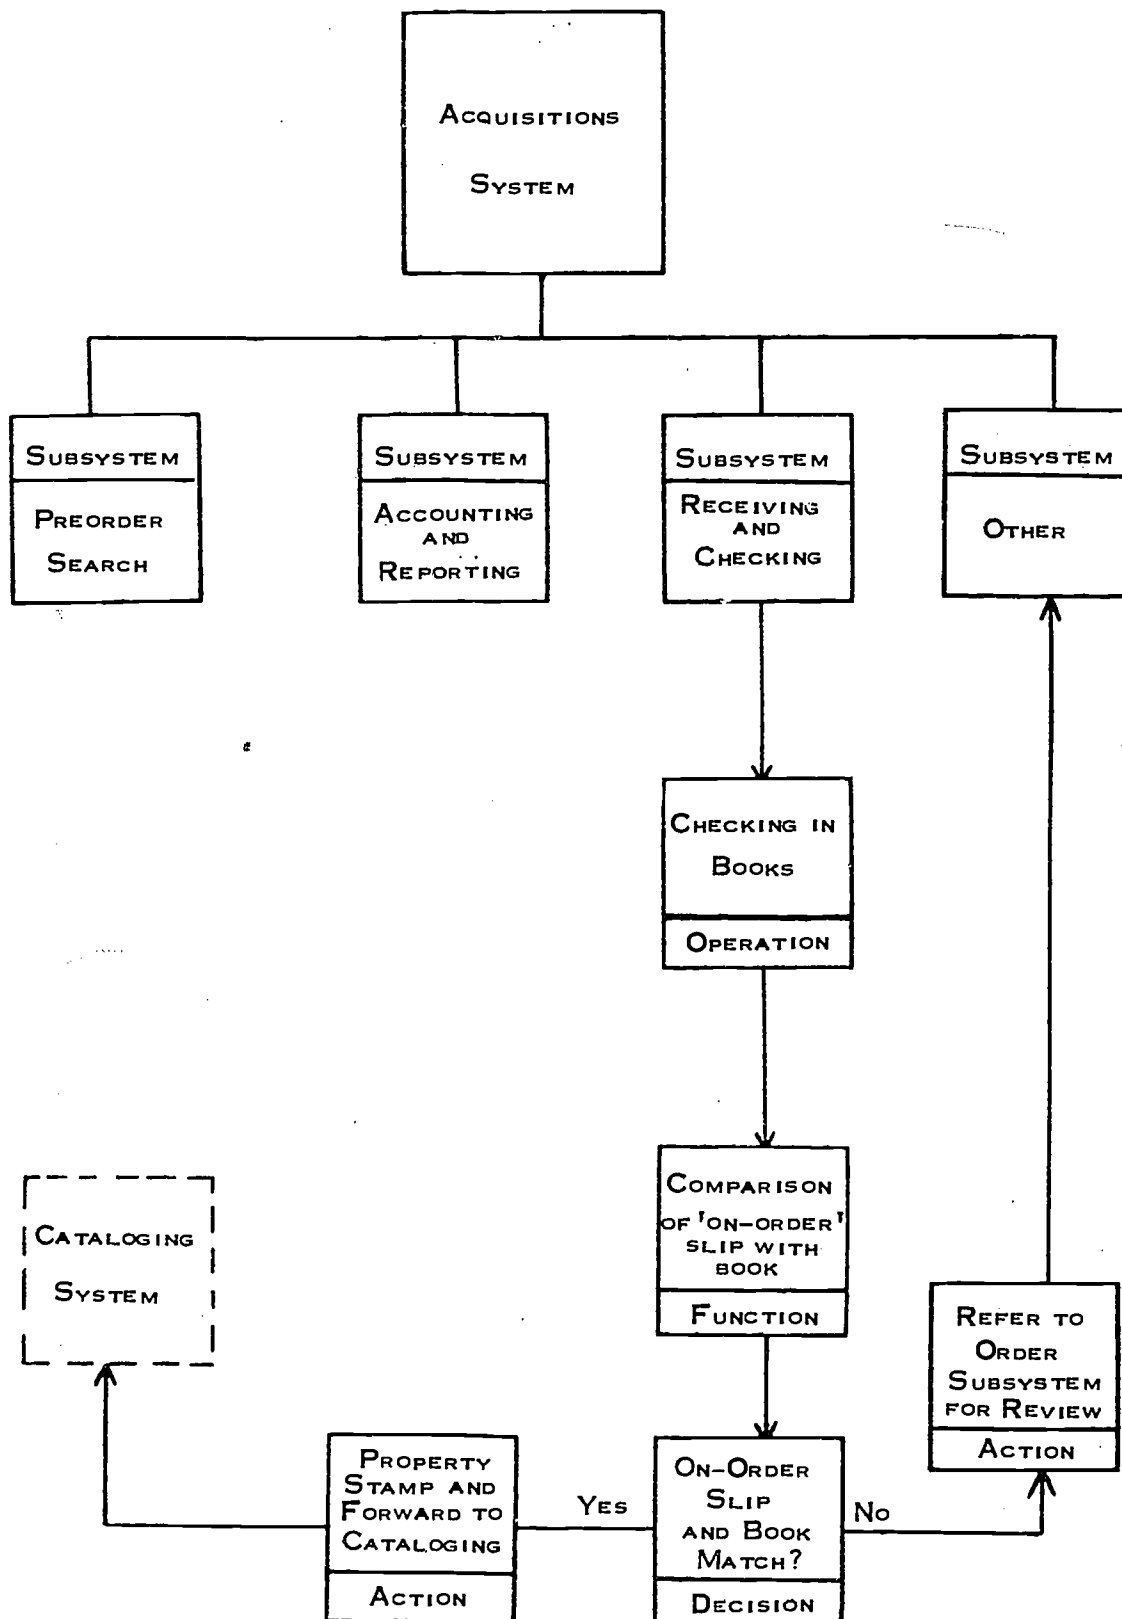 ACQUISITIONS
SYSTEM
SUBSYSTEM
PREORDER
SEARCH
SUBSYSTEM
ACCOUNTING
AND
REPORTING
SUBSYSTEM
RECEIVING
AND
CHECKING
SUBSYSTEM
OTHER
CHECKING IN
BOOKS
OPERATION
COMPARISON
OF 'ON-ORDER'
SLIP WITH
BOOK
FUNCTION
CATALOGING
SYSTEM
REFER TO
ORDER
SUBSYSTEM
FOR REVIEW
ACTION
PROPERTY
STAMP AND
FORWARD TO
CATALOGING
ACTION
YES
ON-ORDER
SLIP
AND BOOK
MATCH?
DECISION
NO